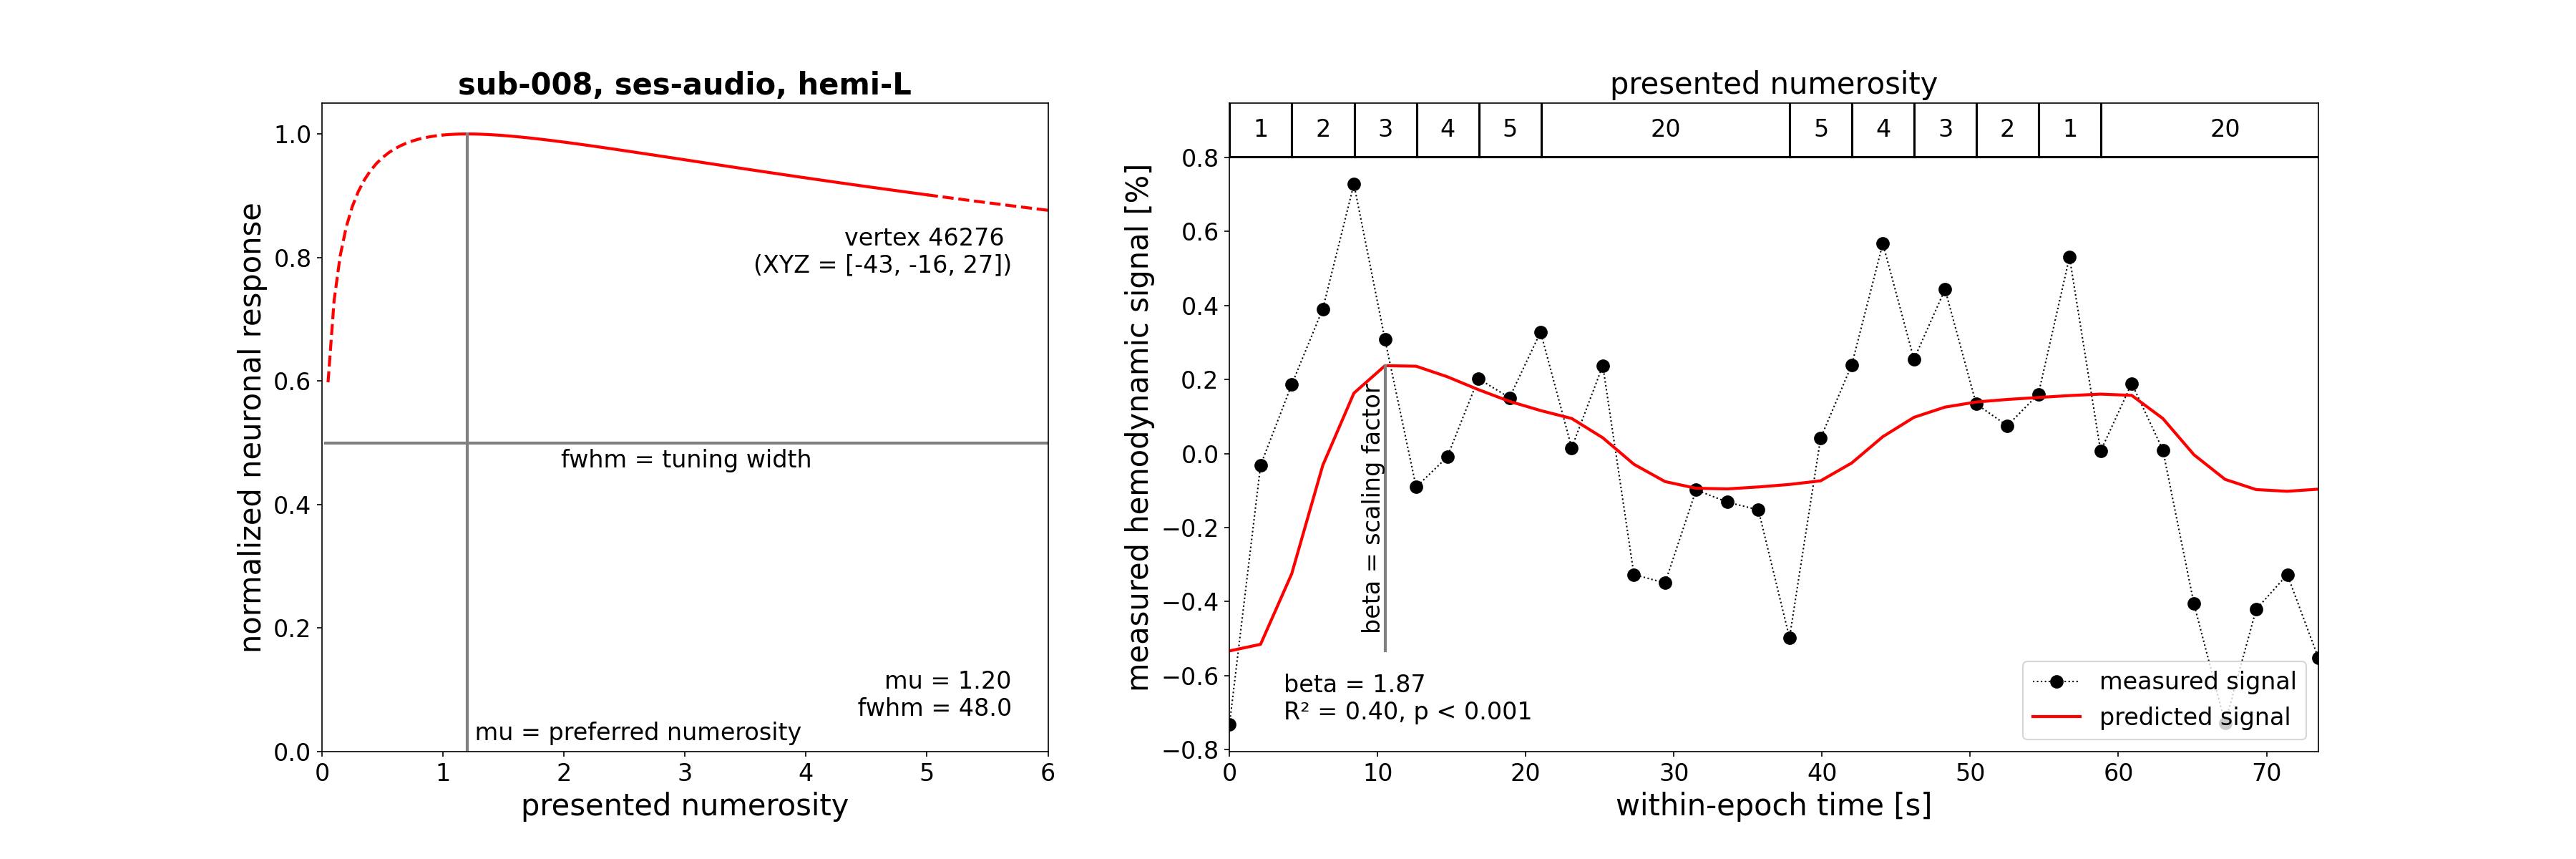 sub-008, ses-audio, hemi-L
normalized neuronal response
1.0
0.8
0.6
0.4
0.2
0.0
vertex 46276
(XYZ = [-43, -16, 27])
fwhm = tuning width
mu = 1.20
fwhm = 48.0
mu = preferred numerosity
0 1 2 3 4 5 6
presented numerosity
presented numerosity
1 2 3 4 5 20 5 4 3 2 1 20
measured hemodynamic signal [%]
0.8
0.6
0.4
0.2
0.0
−0.2
−0.4
−0.6
−0.8
beta = scaling factor
beta = 1.87
R² = 0.40, p < 0.001
measured signal
predicted signal
0 10 20 30 40 50 60 70
within-epoch time [s]